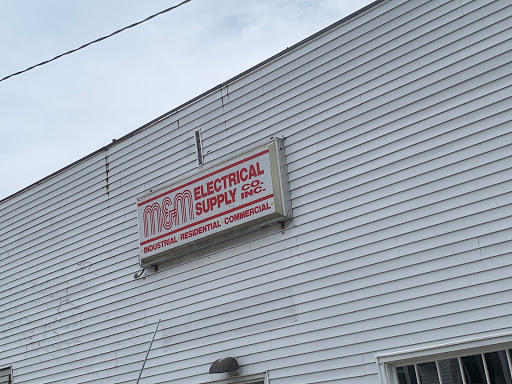 M&M ELECTRICAL SUPPLY CO. INC.
INDUSTRIAL · RESIDENTIAL · COMMERCIAL